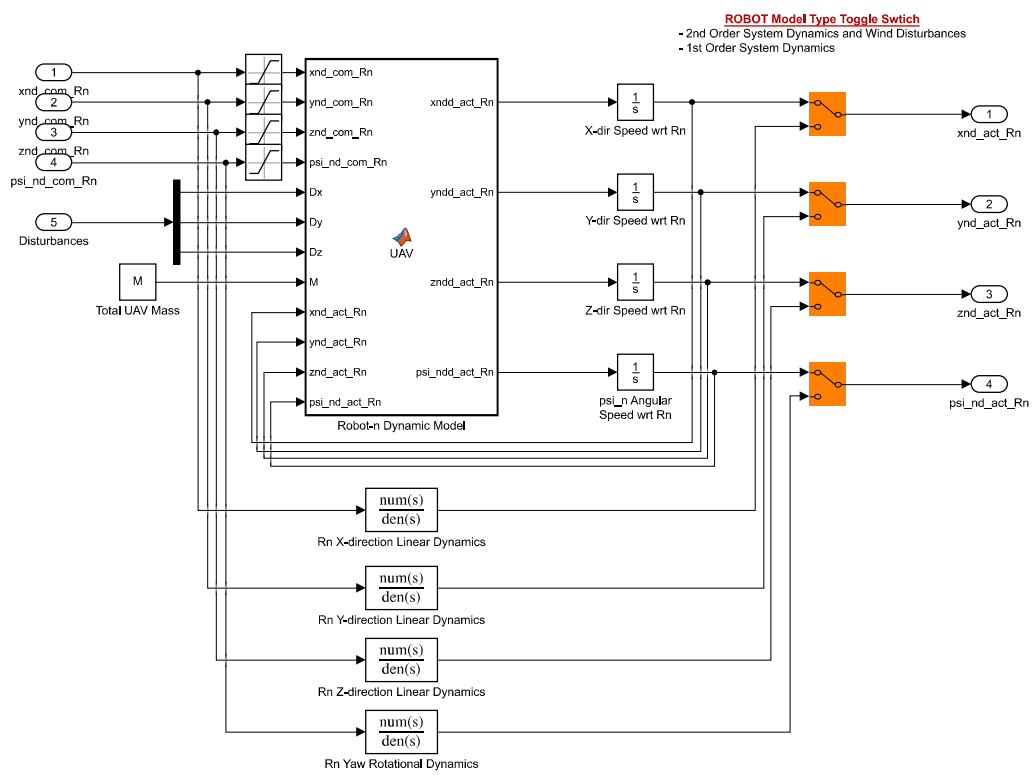 ROBOT Model Type Toggle Swtich
- 2nd Order System Dynamics and Wind Disturbances
- 1st Order System Dynamics
1
xnd_com_Rn
2
ynd_com_Rn
3
znd_com_Rn
4
psi_nd_com_Rn
5
Disturbances
M
Total UAV Mass
xnd_com_Rn
ynd_com_Rn
znd_com_Rn
psi_nd_com_Rn
Dx
Dy
Dz
M
xnd_act_Rn
ynd_act_Rn
znd_act_Rn
psi_nd_act_Rn
UAV
xndd_act_Rn
yndd_act_Rn
zndd_act_Rn
psi_ndd_act_Rn
Robot-n Dynamic Model
1
s
X-dir Speed wrt Rn
1
s
Y-dir Speed wrt Rn
1
s
Z-dir Speed wrt Rn
1
s
psi_n Angular
Speed wrt Rn
1
xnd_act_Rn
2
ynd_act_Rn
3
znd_act_Rn
4
psi_nd_act_Rn
num(s)
den(s)
Rn X-direction Linear Dynamics
num(s)
den(s)
Rn Y-direction Linear Dynamics
num(s)
den(s)
Rn Z-direction Linear Dynamics
num(s)
den(s)
Rn Yaw Rotational Dynamics